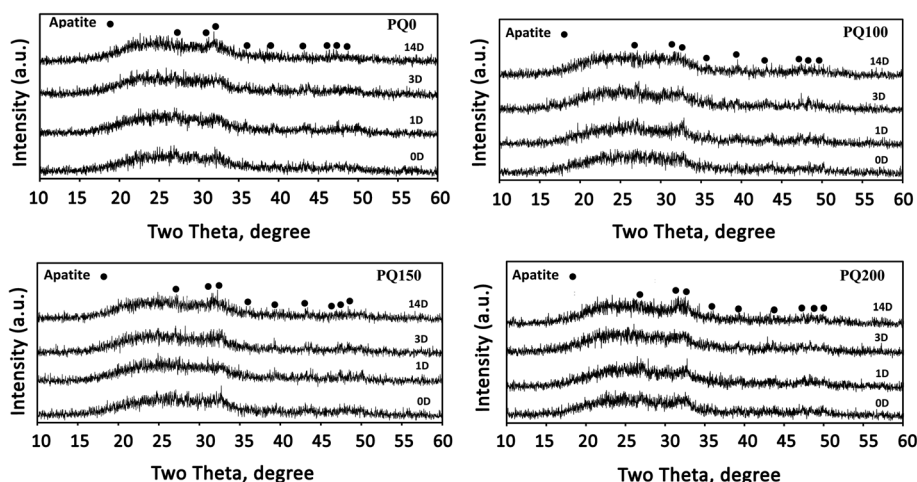 Apatite ●
PQ0
14D
3D
1D
0D
Intensity (a.u.)
10 15 20 25 30 35 40 45 50 55 60
Two Theta, degree
Apatite ●
PQ100
14D
3D
1D
0D
Intensity (a.u.)
10 15 20 25 30 35 40 45 50 55 60
Two Theta, degree
Apatite ●
PQ150
14D
3D
1D
0D
Intensity (a.u.)
10 15 20 25 30 35 40 45 50 55 60
Two Theta, degree
Apatite ●
PQ200
14D
3D
1D
0D
Intensity (a.u.)
10 15 20 25 30 35 40 45 50 55 60
Two Theta, degree